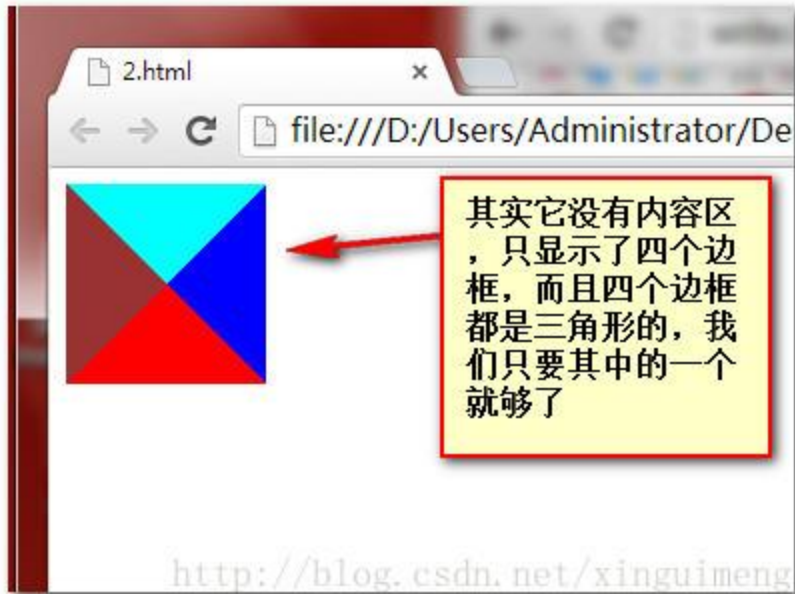 2.html
file:///D:/Users/Administrator/De
其实它没有内容区
，只显示了四个边
框，而且四个边框
都是三角形的，我
们只要其中的一个
就够了
http://blog.csdn.net/xinguimeng